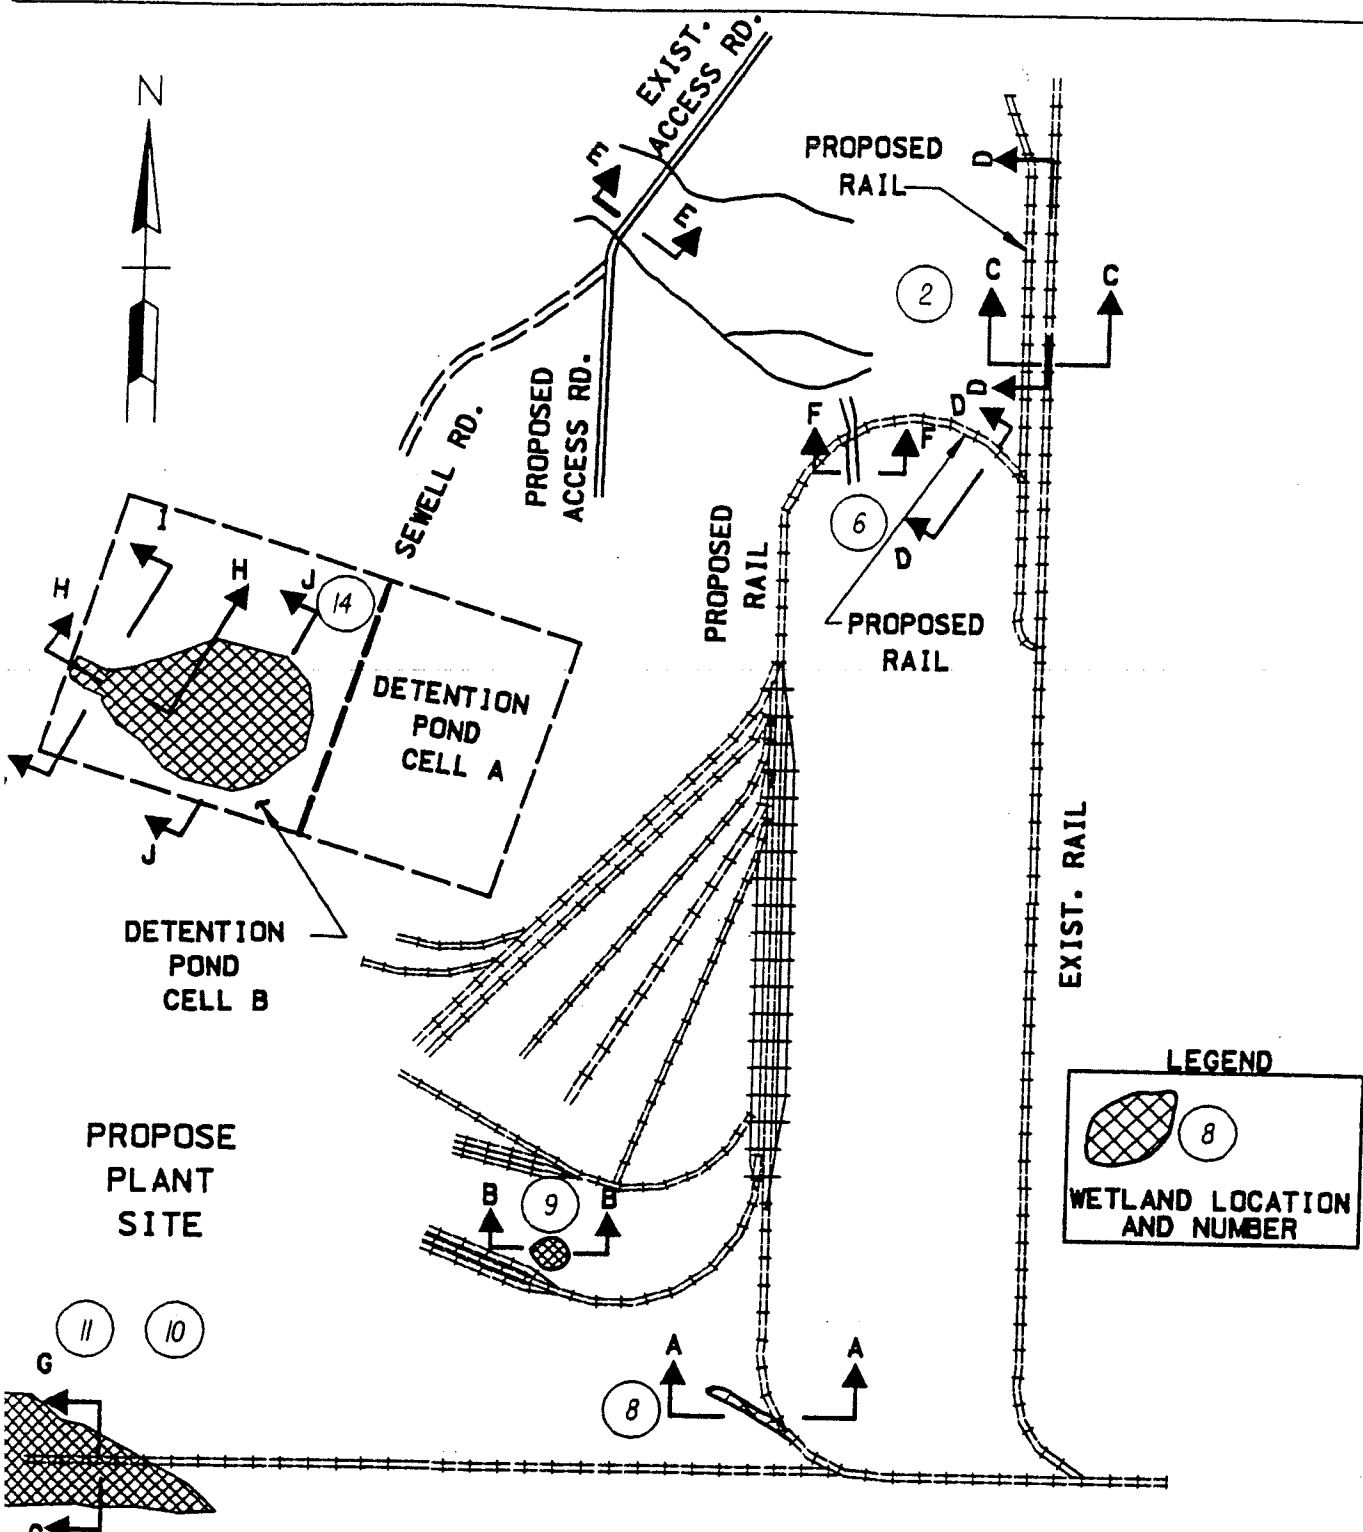 N
EXIST.
ACCESS RD.
E
E
PROPOSED
RAIL
D
2
C
C
D
D
F
F
6
D
PROPOSED
ACCESS RD.
SEWELL RD.
PROPOSED
RAIL
PROPOSED
RAIL
I
H
H
J
14
DETENTION
POND
CELL A
J
DETENTION
POND
CELL B
EXIST. RAIL
LEGEND
8
WETLAND LOCATION
AND NUMBER
PROPOSE
PLANT
SITE
B
9
B
11
10
G
A
A
8